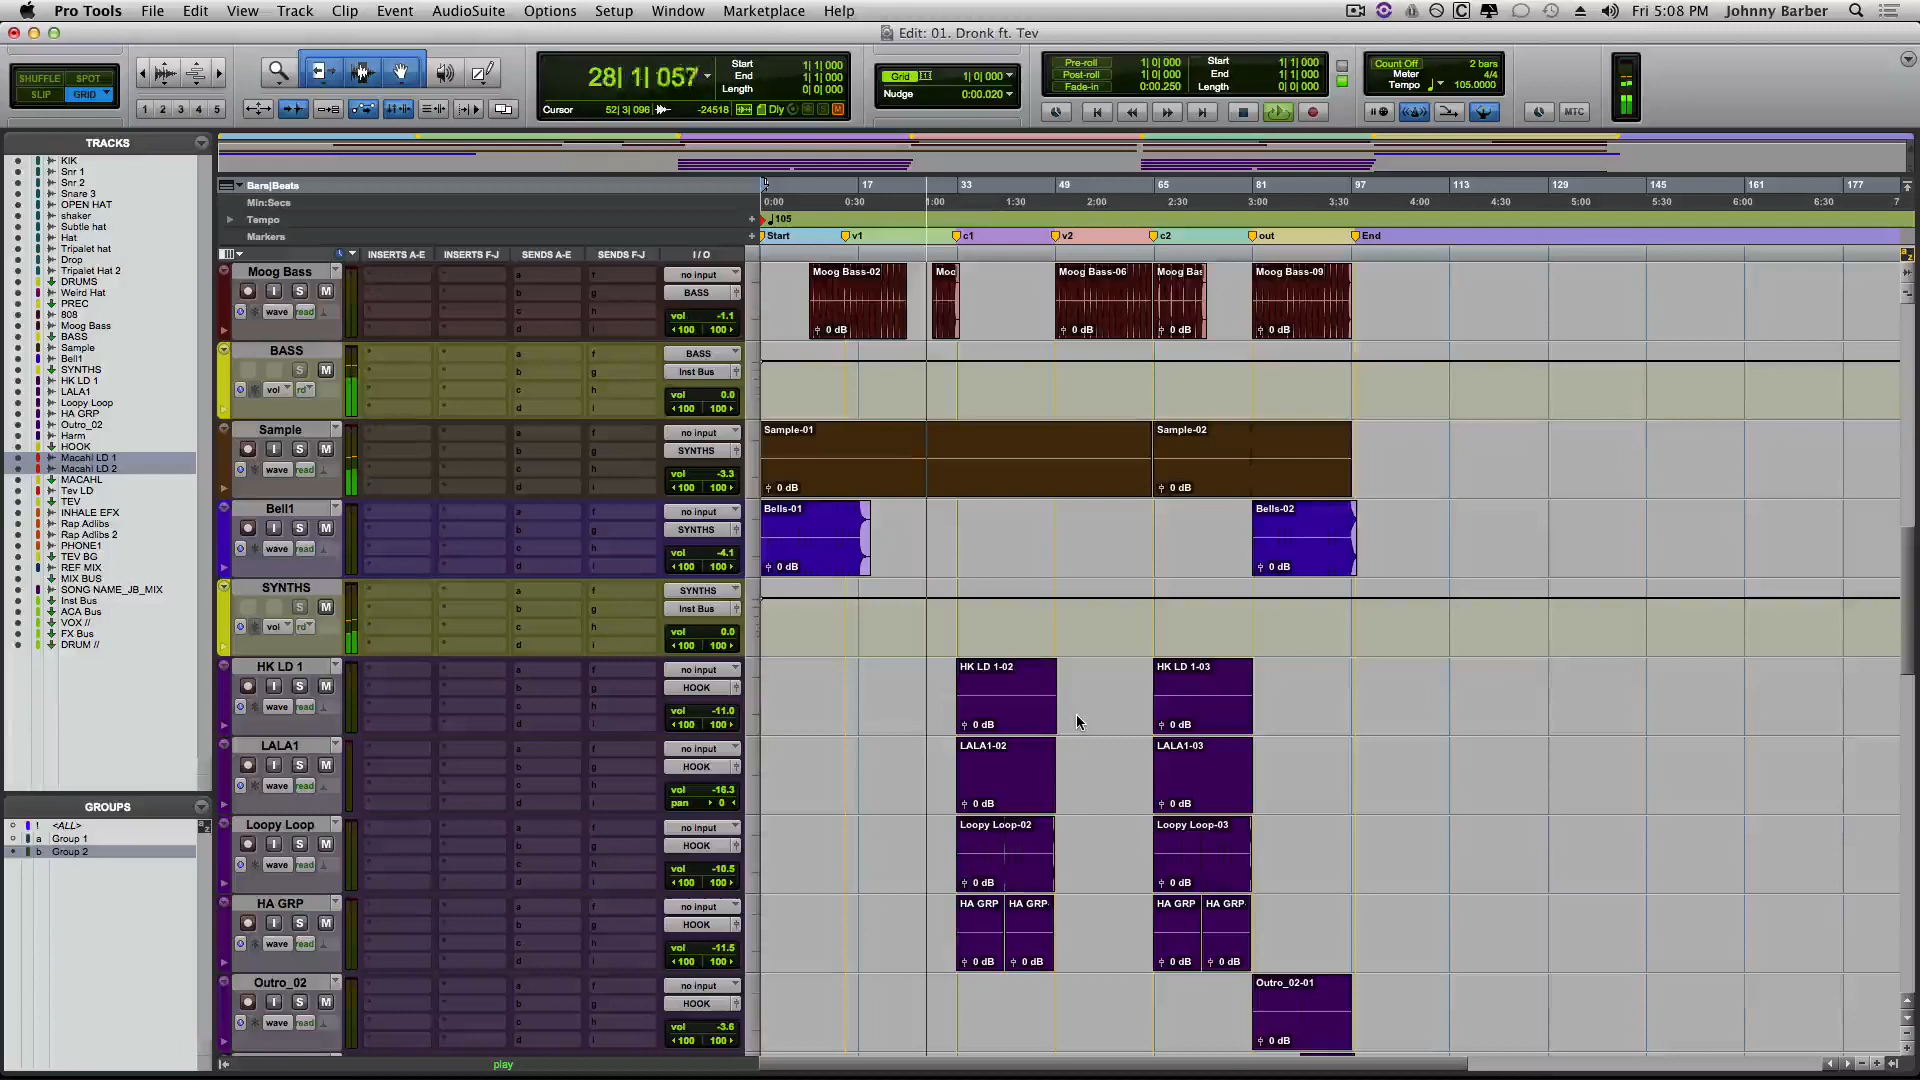 Pro Tools File Edit View Track Clip Event AudioSuite Options Setup Window Marketplace Help Fri 5:08 PM Johnny Barber
Edit: 01. Dronk ft. Tev
SHUFFLE SPOT
SLIP GRID
1 2 3 4 5
28| 1| 057
Start 1| 1| 000
End 1| 1| 000
Length 0| 0| 000
Cursor 52| 3| 096 -24518 Dly
Grid 1| 0| 000
Nudge 0:00.020
Pre-roll 1| 0| 000
Post-roll 1| 0| 000
Fade-in 0:00.250
Start 1| 1| 000
End 1| 1| 000
Length 0| 0| 000
Count Off 2 bars
Meter 4/4
Tempo 105.0000
MTC
TRACKS
KIK
Snr 1
Snr 2
Snare 3
OPEN HAT
shaker
Subtle hat
Hat
Tripalet hat
Drop
Tripalet Hat 2
DRUMS
Weird Hat
PREC
808
Moog Bass
BASS
Sample
Bell1
SYNTHS
HK LD 1
LALA1
Loopy Loop
HA GRP
Outro_02
Harm
HOOK
Macahl LD 1
Macahl LD 2
MACAHL
Tev LD
TEV
INHALE EFX
Rap Adlibs
Rap Adlibs 2
PHONE1
TEV BG
REF MIX
MIX BUS
SONG NAME_JB_MIX
Inst Bus
ACA Bus
VOX //
FX Bus
DRUM //
GROUPS
! <ALL>
a Group 1
b Group 2
Bars|Beats 17 33 49 65 81 97 113 129 145 161 177
Min:Secs 0:00 0:30 1:00 1:30 2:00 2:30 3:00 3:30 4:00 4:30 5:00 5:30 6:00 6:30 7
Tempo 105
Markers Start v1 c1 v2 c2 out End
INSERTS A-E INSERTS F-J SENDS A-E SENDS F-J I / O
Moog Bass no input Moog Bass-02 Moo Moog Bass-06 Moog Bas Moog Bass-09
I S M BASS
wave read vol -1.1
100 100 0 dB 0 dB 0 dB 0 dB
BASS BASS
S M Inst Bus
vol rd vol 0.0
100 100
Sample no input Sample-01 Sample-02
I S M SYNTHS
wave read vol -3.3
100 100 0 dB 0 dB
Bell1 no input Bells-01 Bells-02
I S M SYNTHS
wave read vol -4.1
100 100 0 dB 0 dB
SYNTHS SYNTHS
S M Inst Bus
vol rd vol 0.0
100 100
HK LD 1 no input HK LD 1-02 HK LD 1-03
I S M HOOK
wave read vol -11.0
100 100 0 dB 0 dB
LALA1 no input LALA1-02 LALA1-03
I S M HOOK
wave read vol -16.3
pan 0 0 dB 0 dB
Loopy Loop no input Loopy Loop-02 Loopy Loop-03
I S M HOOK
wave read vol -10.5
100 100 0 dB 0 dB
HA GRP no input HA GRP HA GRP HA GRP HA GRP
I S M HOOK
wave read vol -11.5
100 100 0 dB 0 dB 0 dB 0 dB
Outro_02 no input Outro_02-01
I S M HOOK
wave read vol -3.6
100 100 0 dB
play